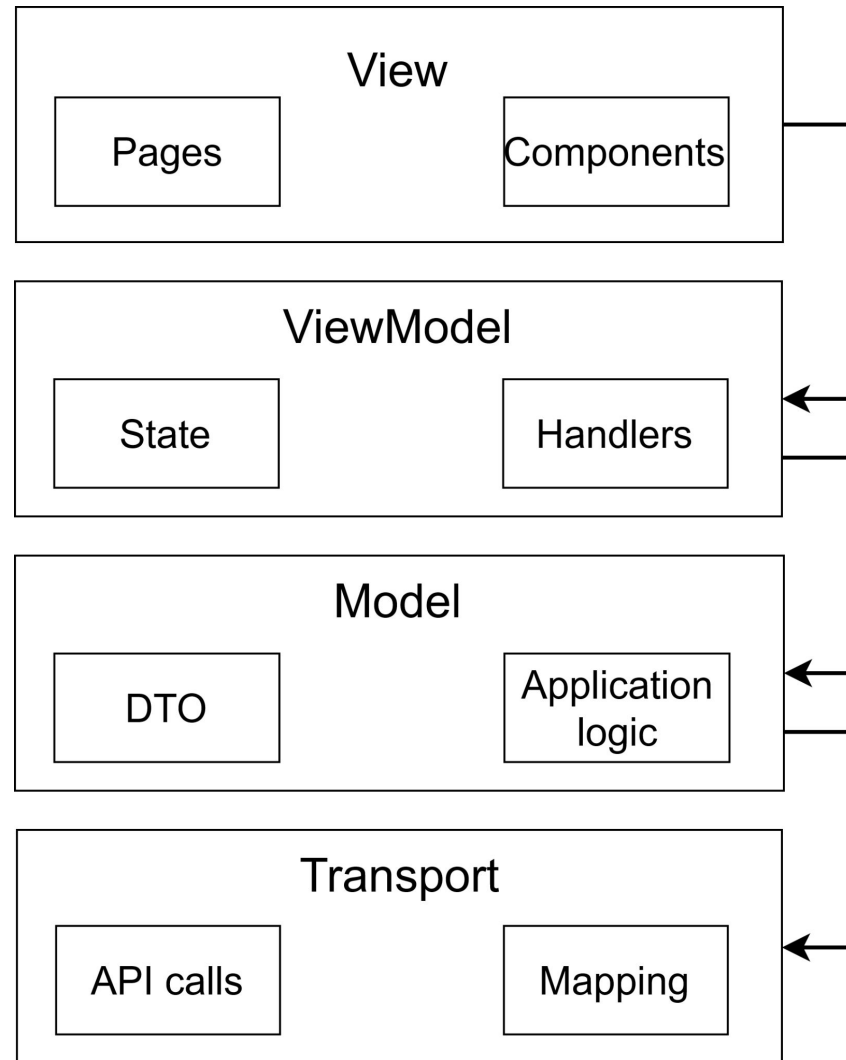 View
Pages
Components
ViewModel
State
Handlers
Model
DTO
Application
logic
Transport
API calls
Mapping